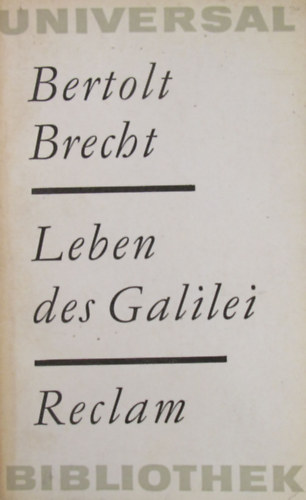 UNIVERSAL
Bertolt
Brecht
Leben
des Galilei
Reclam
BIBLIOTHEK